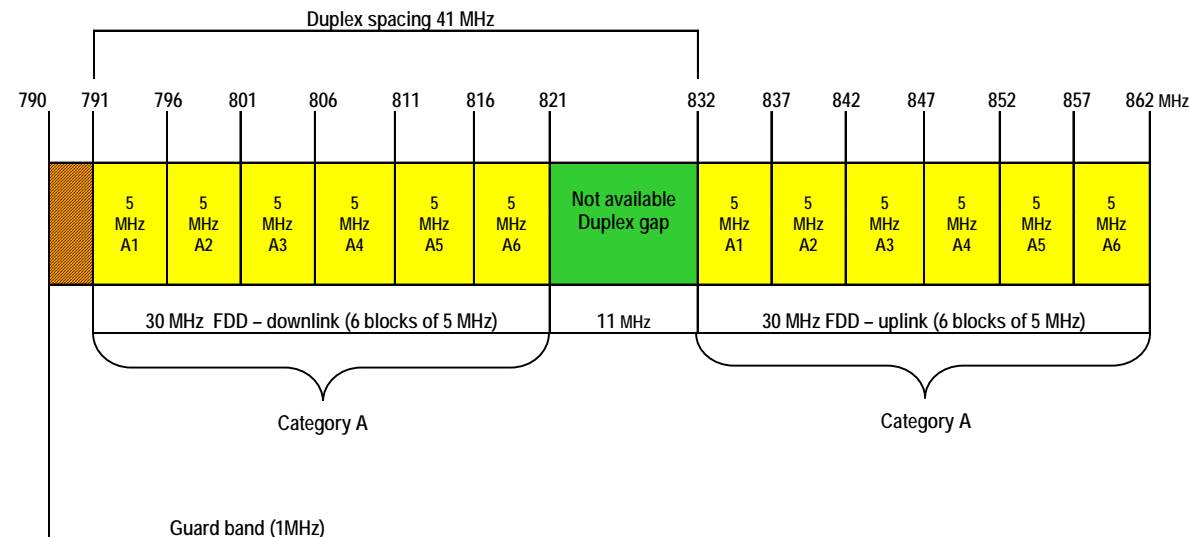 Duplex spacing 41 MHz
790 791 796 801 806 811 816 821 832 837 842 847 852 857 862 MHz
5 MHz A1
5 MHz A2
5 MHz A3
5 MHz A4
5 MHz A5
5 MHz A6
Not available
Duplex gap
5 MHz A1
5 MHz A2
5 MHz A3
5 MHz A4
5 MHz A5
5 MHz A6
30 MHz FDD – downlink (6 blocks of 5 MHz)
11 MHz
30 MHz FDD – uplink (6 blocks of 5 MHz)
Category A
Category A
Guard band (1MHz)